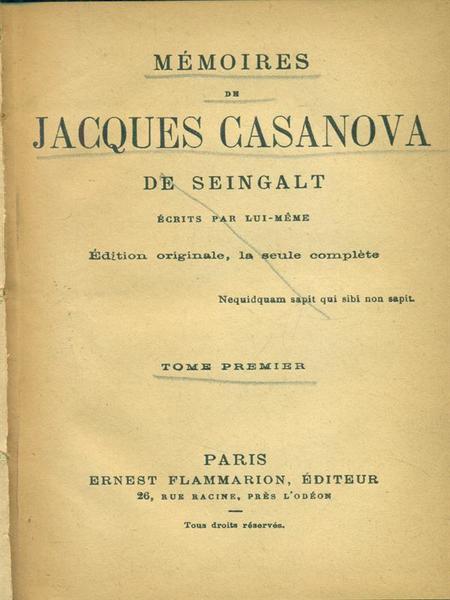 MÉMOIRES
DE
JACQUES CASANOVA
DE SEINGALT
ÉCRITS PAR LUI-MÊME
Édition originale, la seule complète
Nequidquam sapit qui sibi non sapit.
TOME PREMIER
PARIS
ERNEST FLAMMARION, ÉDITEUR
26, RUE RACINE, PRÈS L'ODÉON
Tous droits réservés.